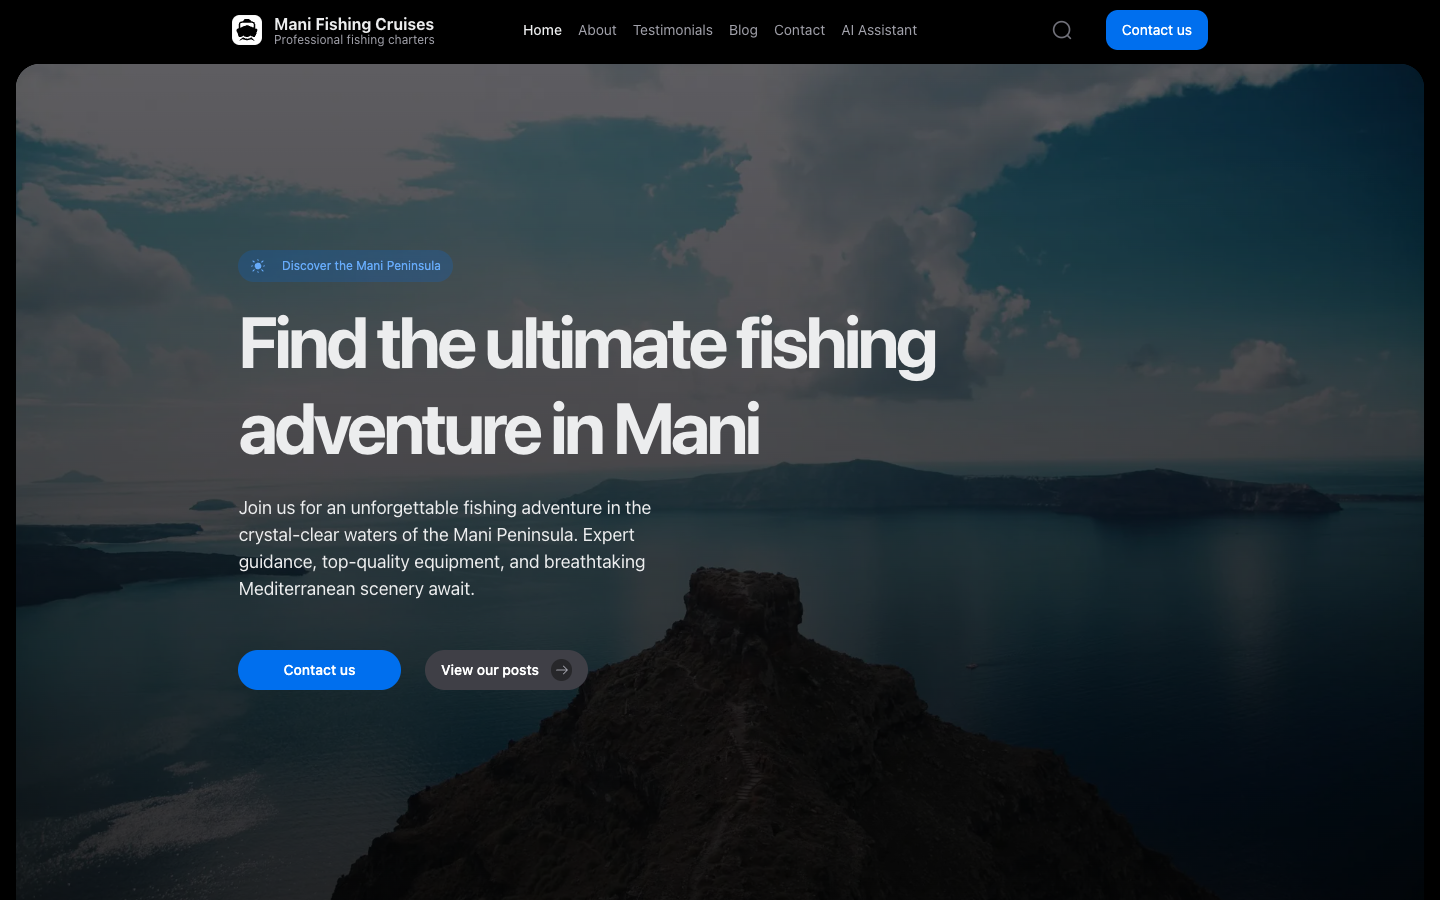 Mani Fishing Cruises
Professional fishing charters
Home About Testimonials Blog Contact AI Assistant
Contact us
Discover the Mani Peninsula
Find the ultimate fishing
adventure in Mani
Join us for an unforgettable fishing adventure in the
crystal-clear waters of the Mani Peninsula. Expert
guidance, top-quality equipment, and breathtaking
Mediterranean scenery await.
Contact us
View our posts